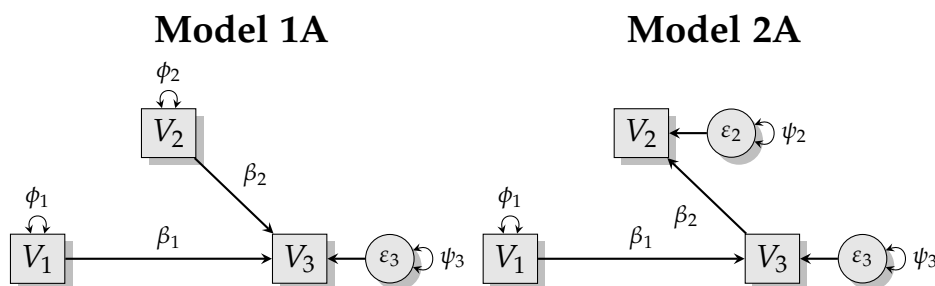 Model 1A
ϕ₂
V₂
β₂
ϕ₁
V₁
β₁
V₃
ε₃
ψ₃
Model 2A
V₂
ε₂
ψ₂
β₂
ϕ₁
V₁
β₁
V₃
ε₃
ψ₃